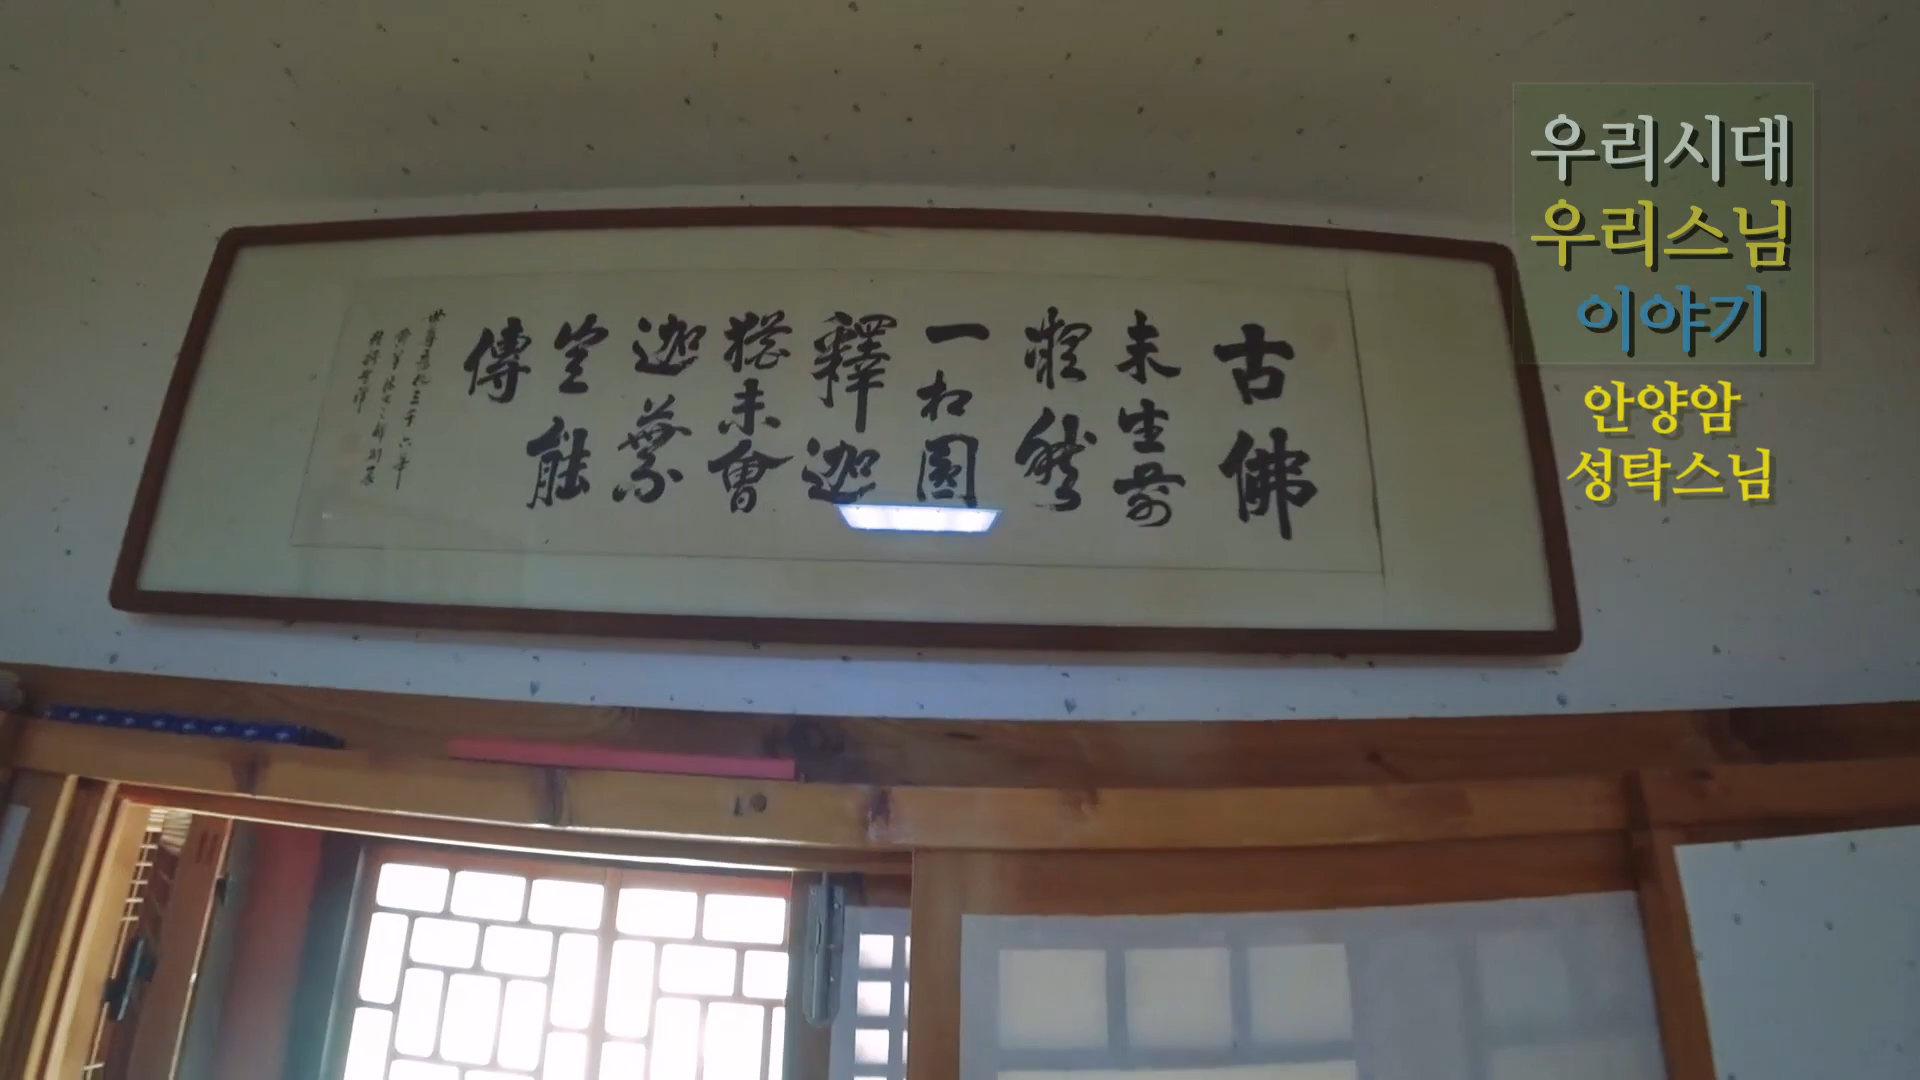 古佛
未生前
凝然
一相圓
釋迦
猶未會
迦葉
豈能
傳
우리시대
우리스님
이야기
안양암
성탁스님